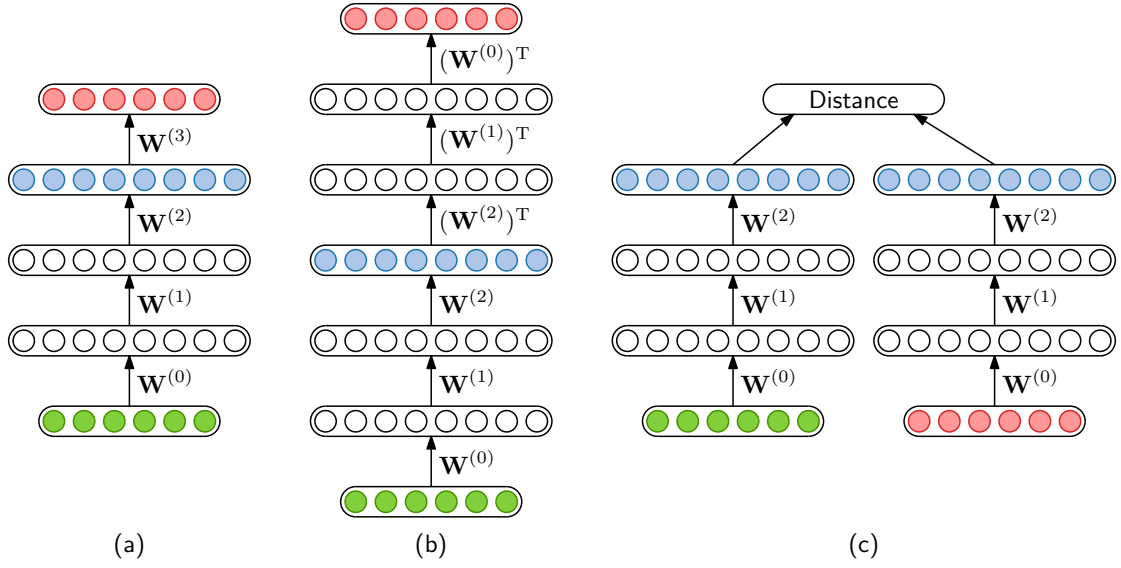 W^(3)
W^(2)
W^(1)
W^(0)
(a)
(W^(0))^T
(W^(1))^T
(W^(2))^T
W^(2)
W^(1)
W^(0)
(b)
Distance
W^(2) W^(2)
W^(1) W^(1)
W^(0) W^(0)
(c)